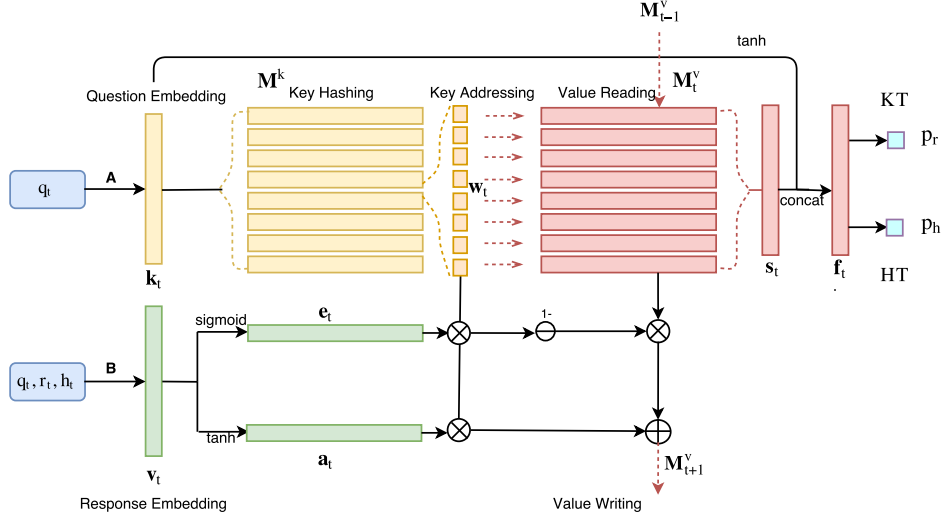 M^v_{t-1}
tanh
M^k
M^v_t
Question Embedding
Key Hashing
Key Addressing
Value Reading
KT
p_r
q_t
A
w_t
concat
p_h
k_t
s_t
f_t
HT
e_t
sigmoid
1-
q_t, r_t, h_t
B
tanh
a_t
M^v_{t+1}
v_t
Response Embedding
Value Writing